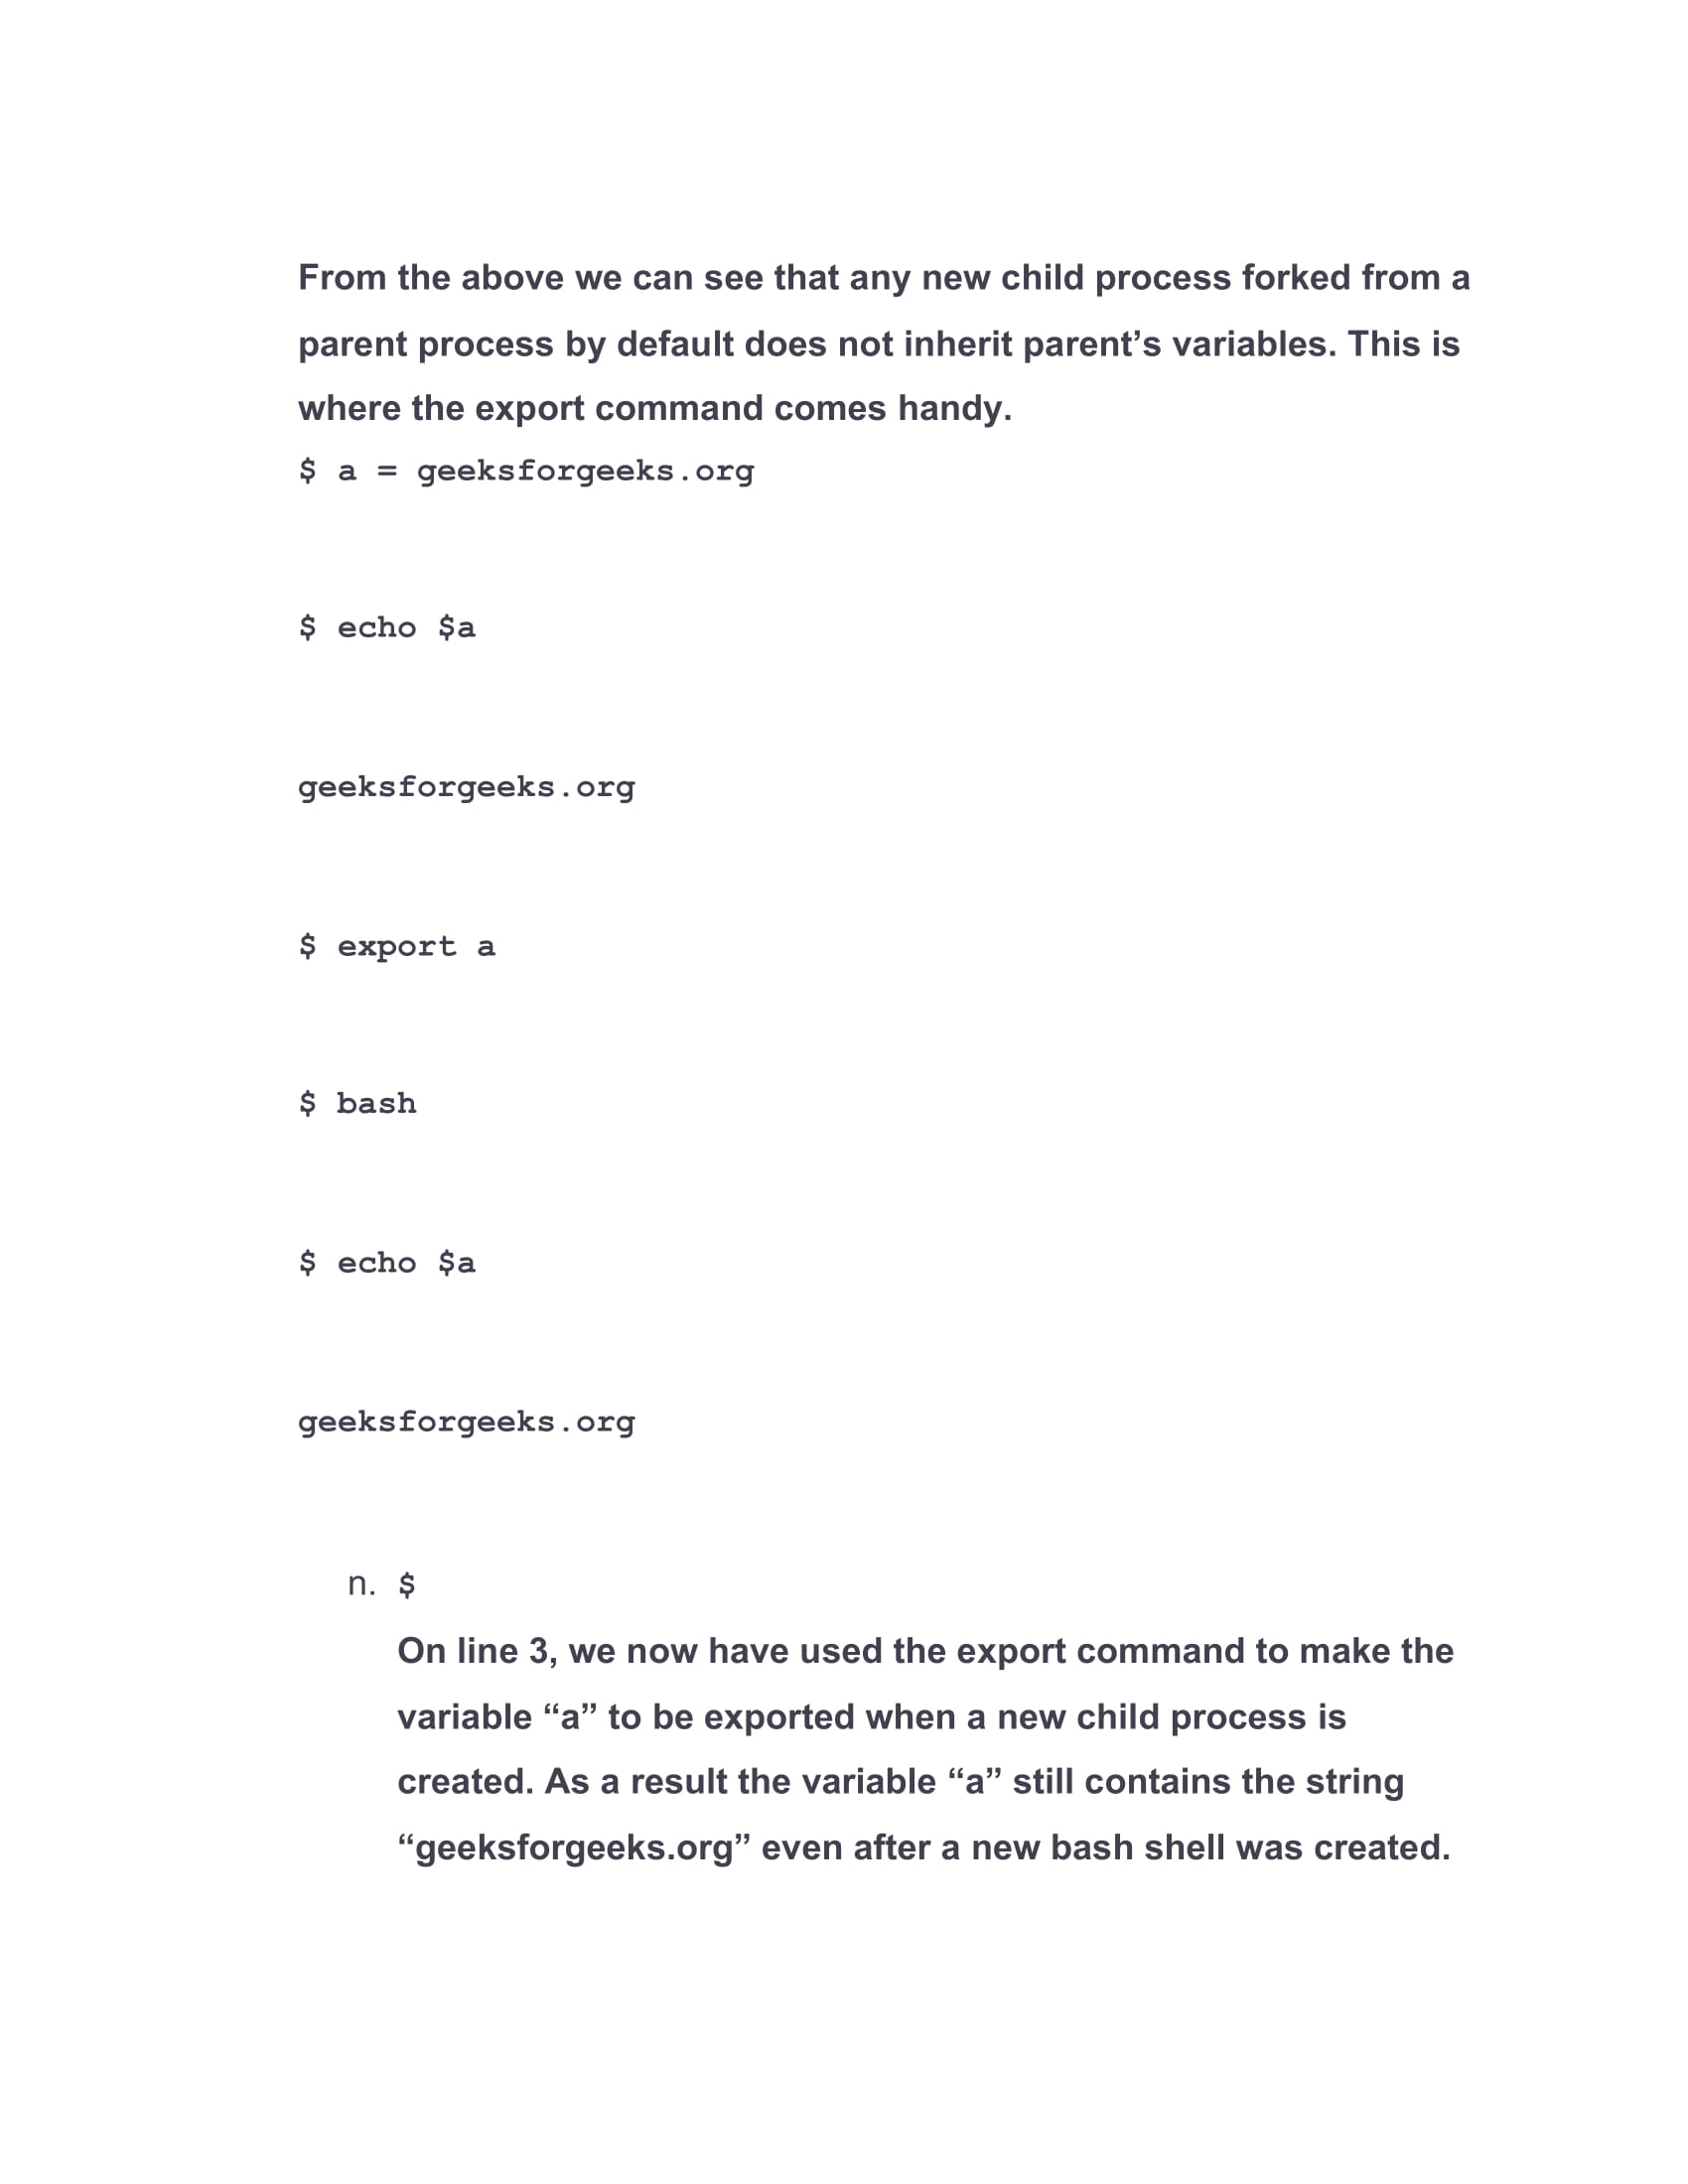 From the above we can see that any new child process forked from a
parent process by default does not inherit parent’s variables. This is
where the export command comes handy.
$ a = geeksforgeeks.org
$ echo $a
geeksforgeeks.org
$ export a
$ bash
$ echo $a
geeksforgeeks.org
n. $
On line 3, we now have used the export command to make the
variable “a” to be exported when a new child process is
created. As a result the variable “a” still contains the string
“geeksforgeeks.org” even after a new bash shell was created.